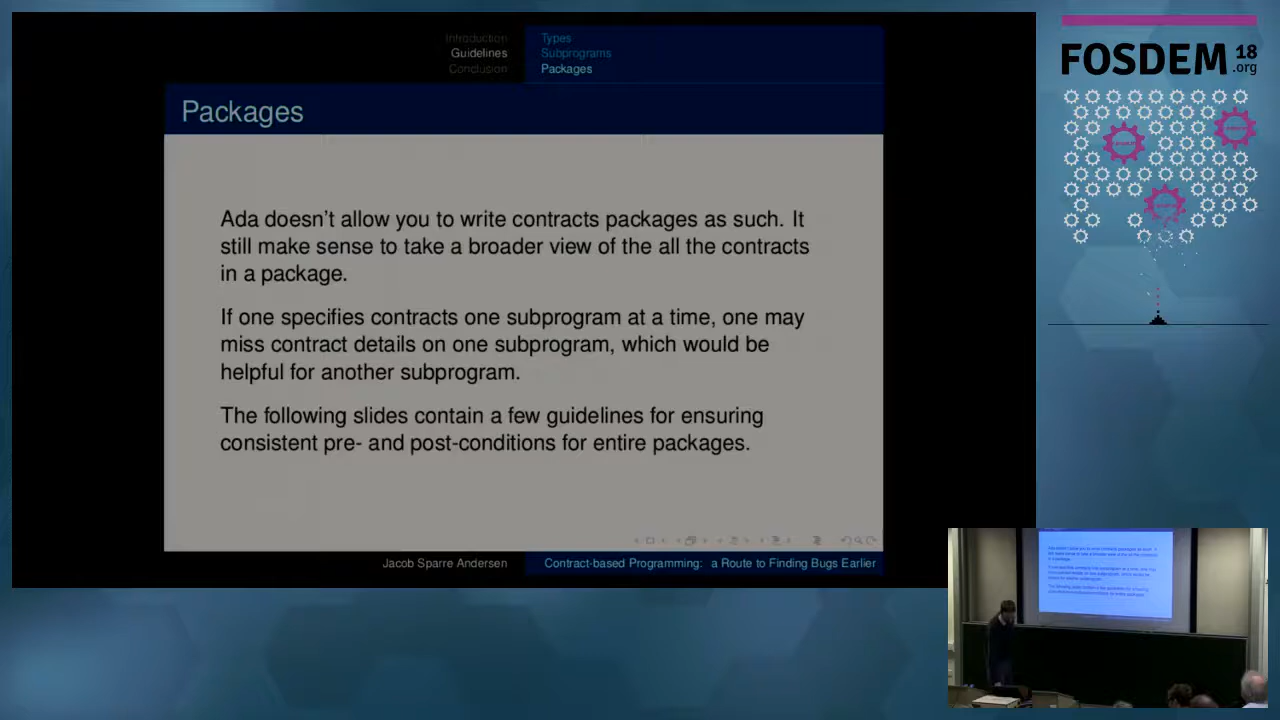 Introduction
Guidelines
Conclusion
Types
Subprograms
Packages
Packages
Ada doesn't allow you to write contracts packages as such. It
still make sense to take a broader view of the all the contracts
in a package.
If one specifies contracts one subprogram at a time, one may
miss contract details on one subprogram, which would be
helpful for another subprogram.
The following slides contain a few guidelines for ensuring
consistent pre- and post-conditions for entire packages.
Jacob Sparre Andersen
Contract-based Programming: a Route to Finding Bugs Earlier
FOSDEM 18
.org